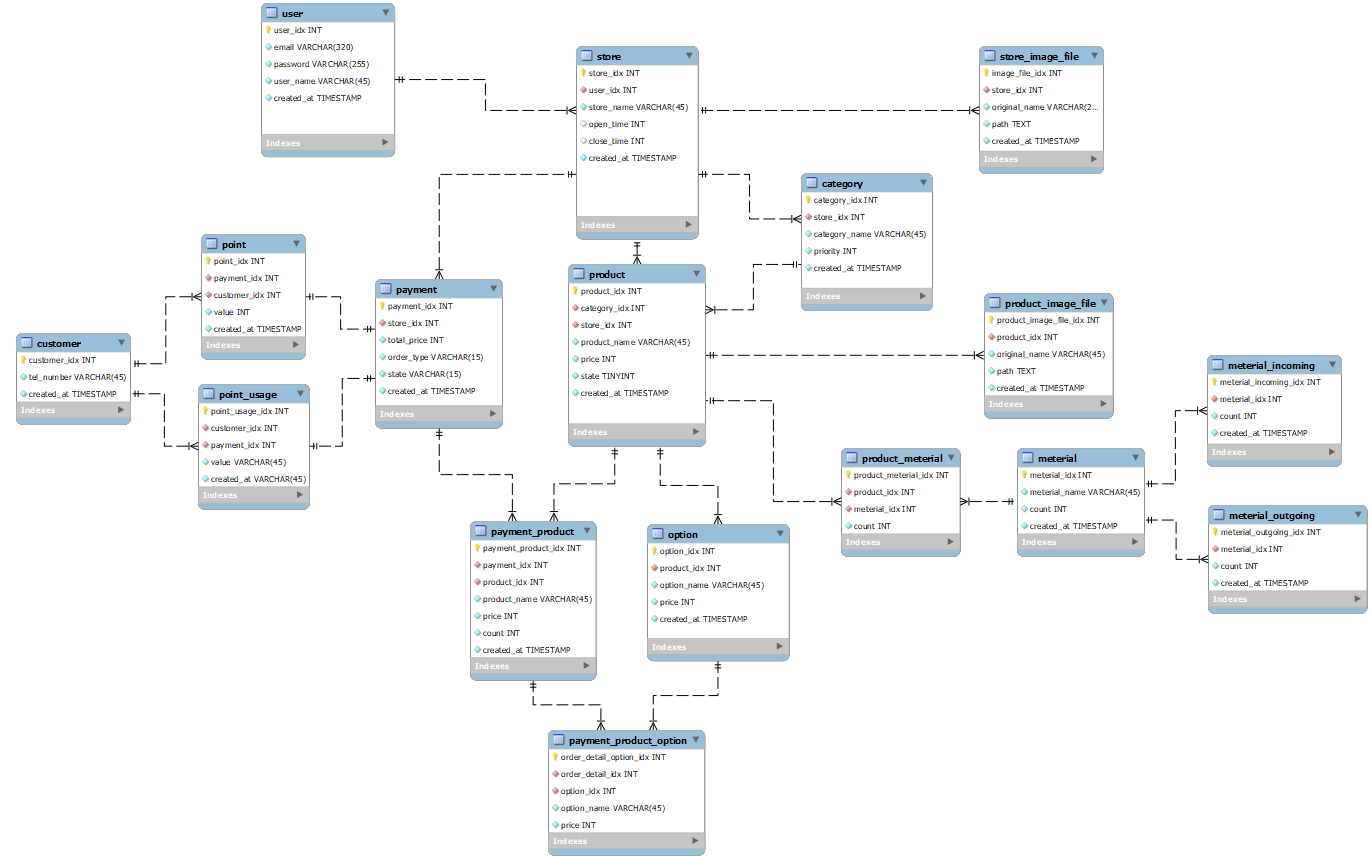 user
user_idx INT
email VARCHAR(320)
password VARCHAR(255)
user_name VARCHAR(45)
created_at TIMESTAMP
Indexes
store
store_idx INT
user_idx INT
store_name VARCHAR(45)
open_time INT
close_time INT
created_at TIMESTAMP
Indexes
store_image_file
image_file_idx INT
store_idx INT
original_name VARCHAR(2...
path TEXT
created_at TIMESTAMP
Indexes
category
category_idx INT
store_idx INT
category_name VARCHAR(45)
priority INT
created_at TIMESTAMP
Indexes
point
point_idx INT
payment_idx INT
customer_idx INT
value INT
created_at TIMESTAMP
Indexes
payment
payment_idx INT
store_idx INT
total_price INT
order_type VARCHAR(15)
state VARCHAR(15)
created_at TIMESTAMP
Indexes
product
product_idx INT
category_idx INT
store_idx INT
product_name VARCHAR(45)
price INT
state TINYINT
created_at TIMESTAMP
Indexes
product_image_file
product_image_file_idx INT
product_idx INT
original_name VARCHAR(45)
path TEXT
created_at TIMESTAMP
Indexes
customer
customer_idx INT
tel_number VARCHAR(45)
created_at TIMESTAMP
Indexes
point_usage
point_usage_idx INT
customer_idx INT
payment_idx INT
value VARCHAR(45)
created_at VARCHAR(45)
Indexes
meterial_incoming
meterial_incoming_idx INT
meterial_idx INT
count INT
created_at TIMESTAMP
Indexes
product_meterial
product_meterial_idx INT
product_idx INT
meterial_idx INT
count INT
Indexes
meterial
meterial_idx INT
meterial_name VARCHAR(45)
count INT
created_at TIMESTAMP
Indexes
meterial_outgoing
meterial_outgoing_idx INT
meterial_idx INT
count INT
created_at TIMESTAMP
Indexes
payment_product
payment_product_idx INT
payment_idx INT
product_idx INT
product_name VARCHAR(45)
price INT
count INT
created_at TIMESTAMP
Indexes
option
option_idx INT
product_idx INT
option_name VARCHAR(45)
price INT
created_at TIMESTAMP
Indexes
payment_product_option
order_detail_option_idx INT
order_detail_idx INT
option_idx INT
option_name VARCHAR(45)
price INT
Indexes